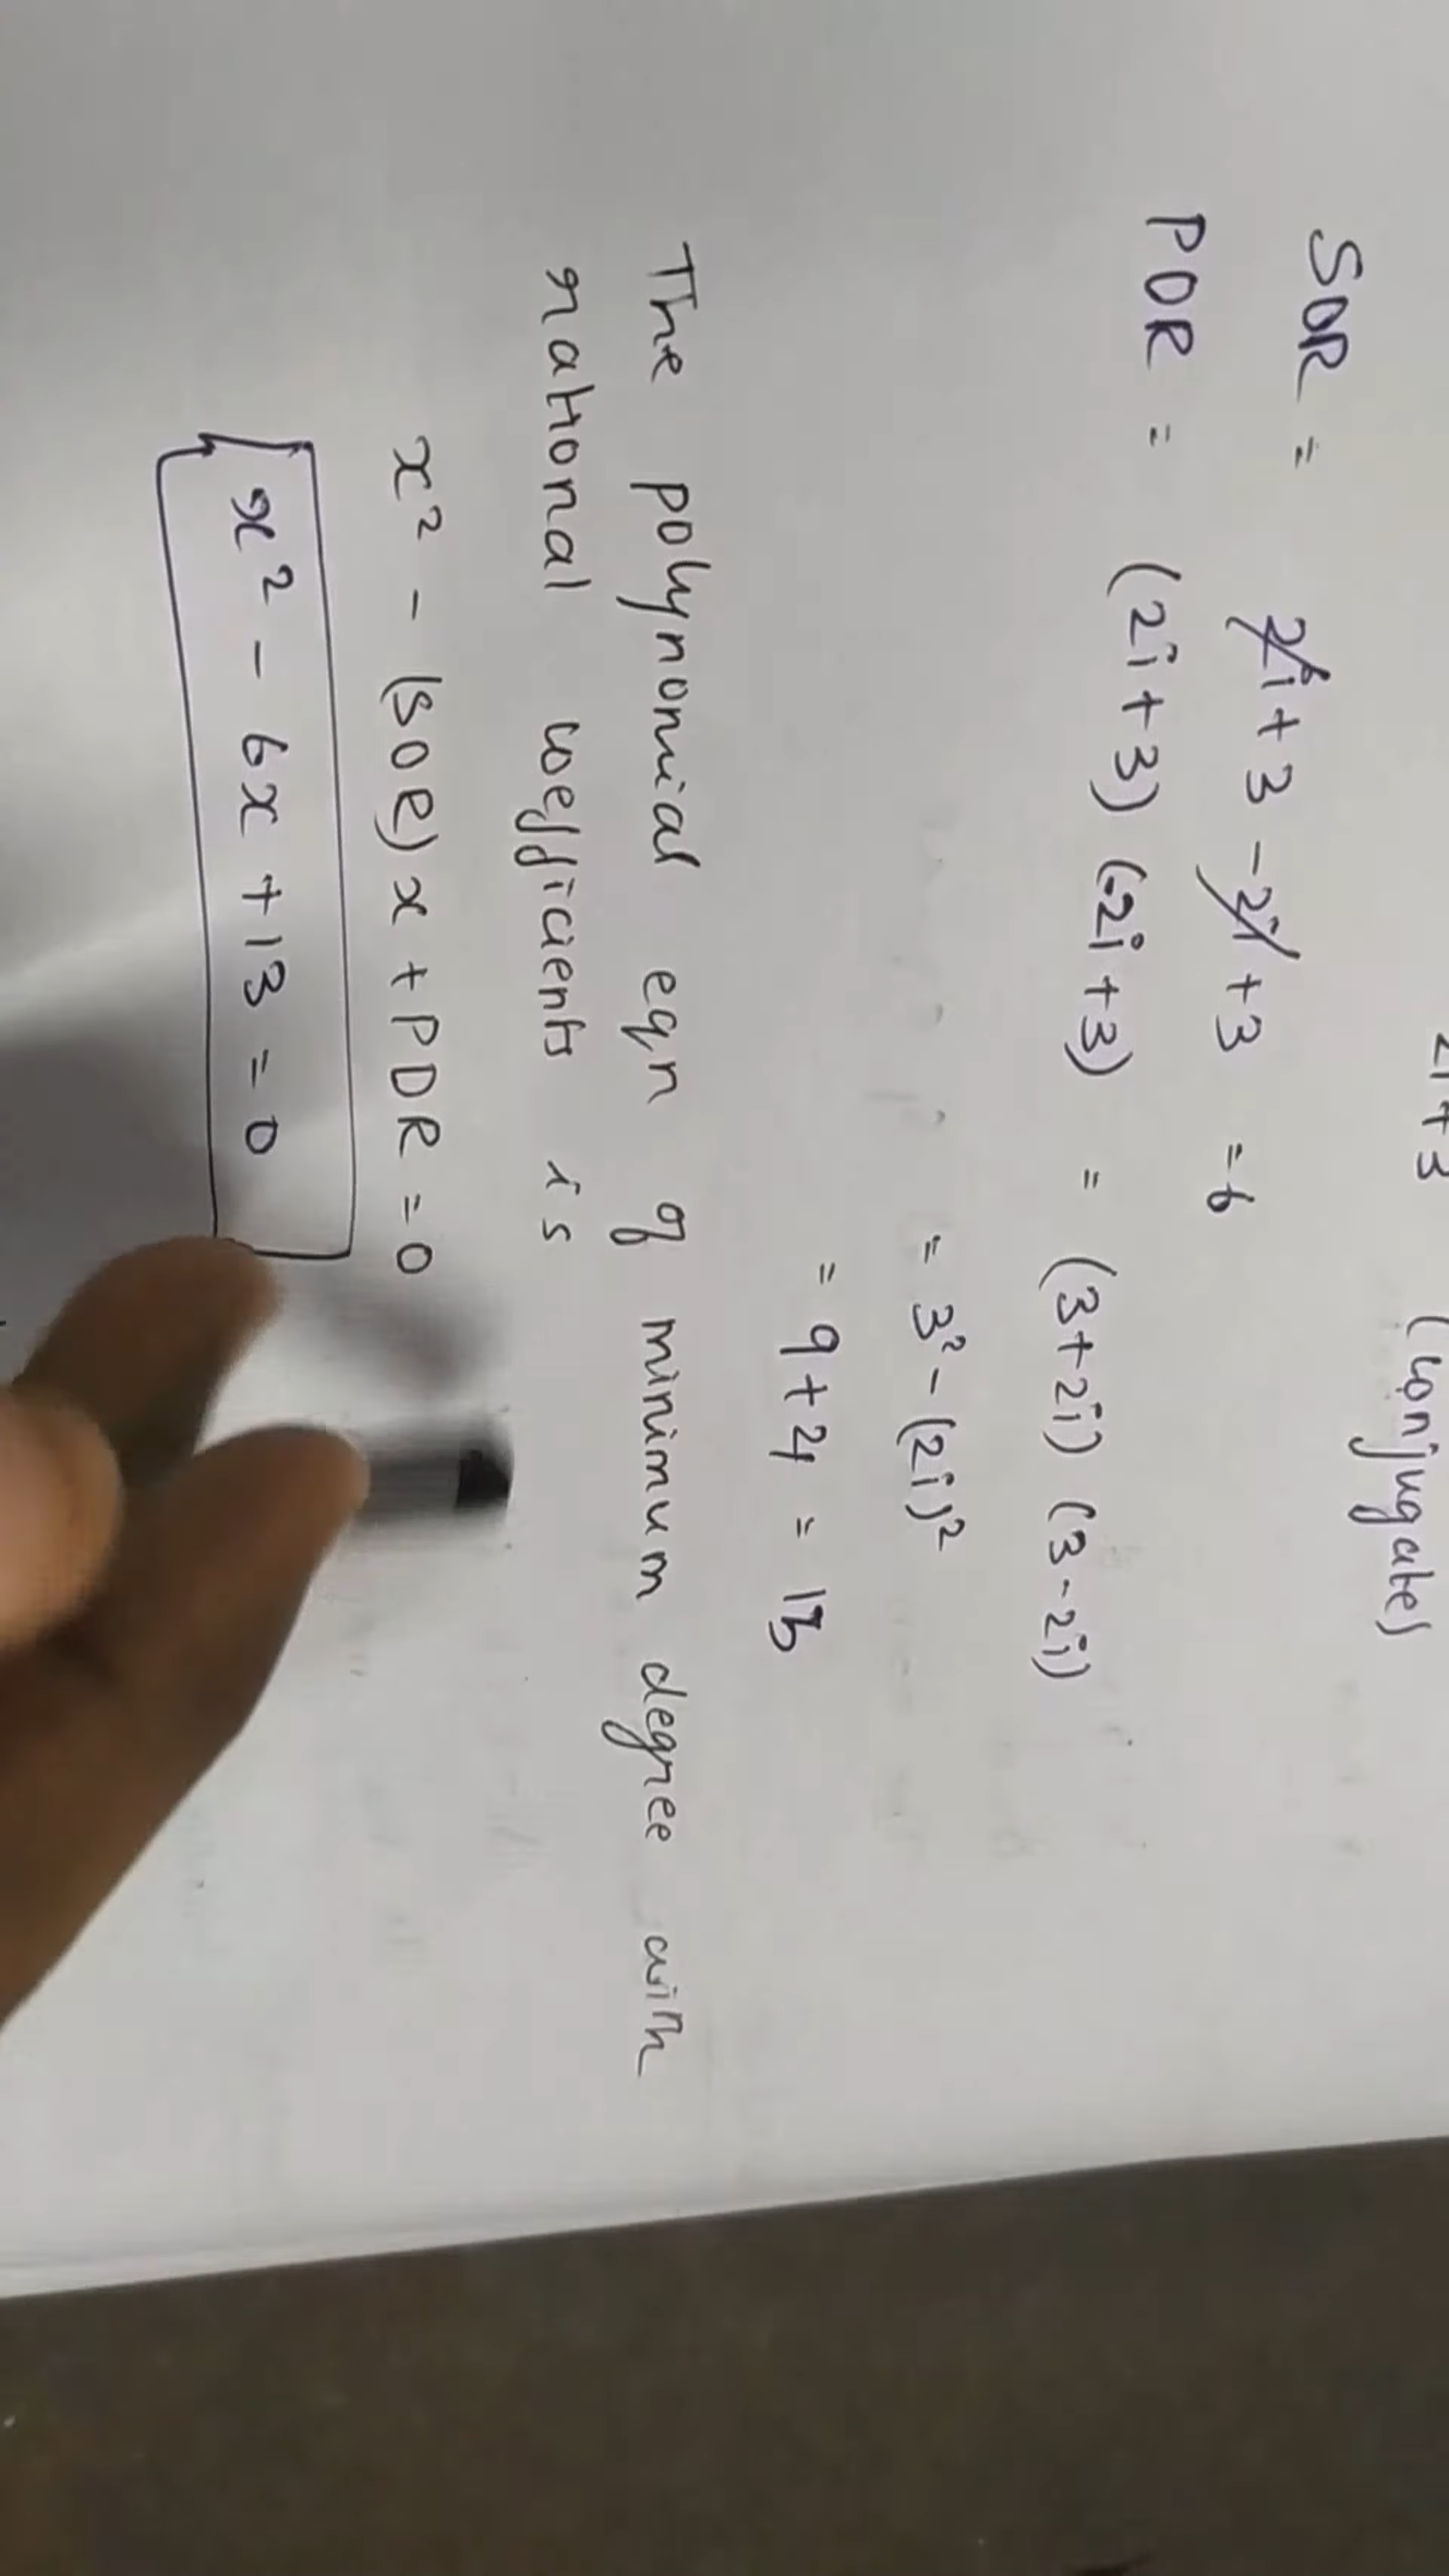 2i+3 (conjugates
SOR = 2i + 3 - 2i + 3 = 6
POR = (2i+3) (-2i+3) = (3+2i) (3-2i)
= 3² - (2i)²
= 9 + 4 = 13
The polynomial eqn of minimum degree with
rational coefficients is
x² - (SOR) x + POR = 0
x² - 6x + 13 = 0